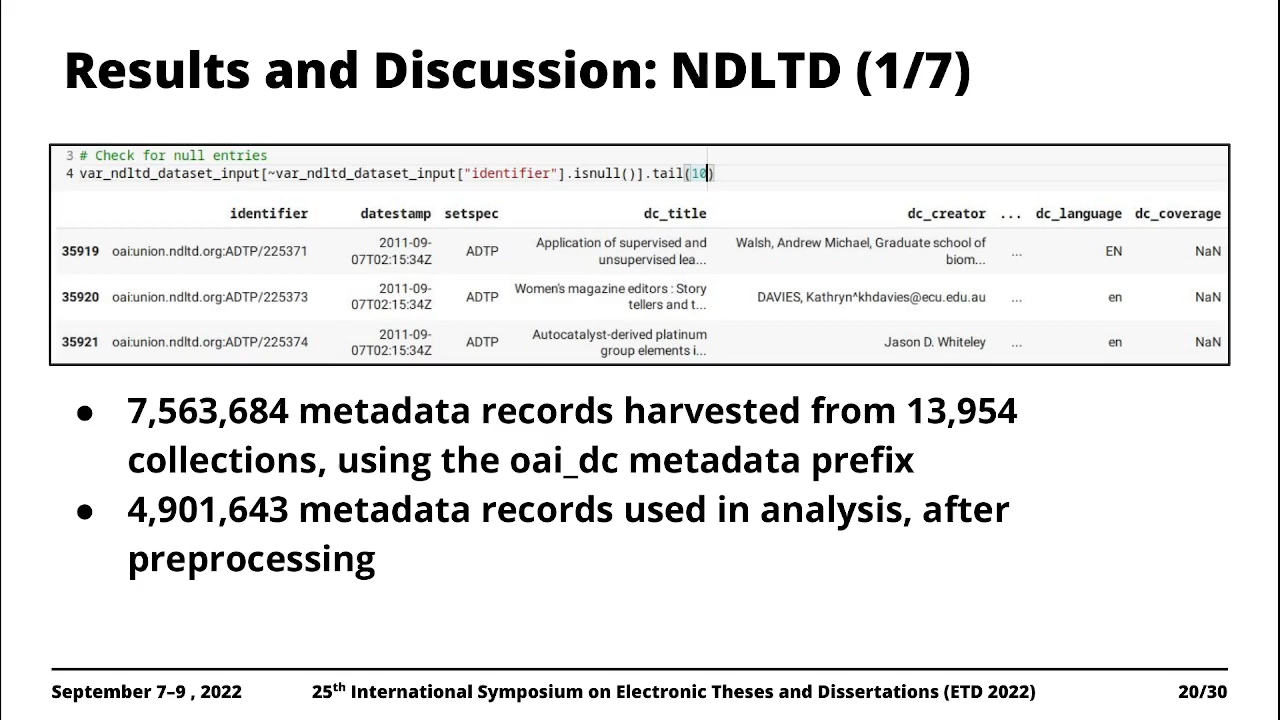 Results and Discussion: NDLTD (1/7)
3 # Check for null entries
4 var_ndltd_dataset_input[~var_ndltd_dataset_input["identifier"].isnull()].tail(10)
identifier datestamp setspec dc_title dc_creator ... dc_language dc_coverage
35919 oai:union.ndltd.org:ADTP/225371 2011-09-07T02:15:34Z ADTP Application of supervised and unsupervised lea... Walsh, Andrew Michael, Graduate school of biom... ... EN NaN
35920 oai:union.ndltd.org:ADTP/225373 2011-09-07T02:15:34Z ADTP Women's magazine editors : Story tellers and t... DAVIES, Kathryn^khdavies@ecu.edu.au ... en NaN
35921 oai:union.ndltd.org:ADTP/225374 2011-09-07T02:15:34Z ADTP Autocatalyst-derived platinum group elements i... Jason D. Whiteley ... en NaN
● 7,563,684 metadata records harvested from 13,954
collections, using the oai_dc metadata prefix
● 4,901,643 metadata records used in analysis, after
preprocessing
September 7–9 , 2022 25th International Symposium on Electronic Theses and Dissertations (ETD 2022) 20/30